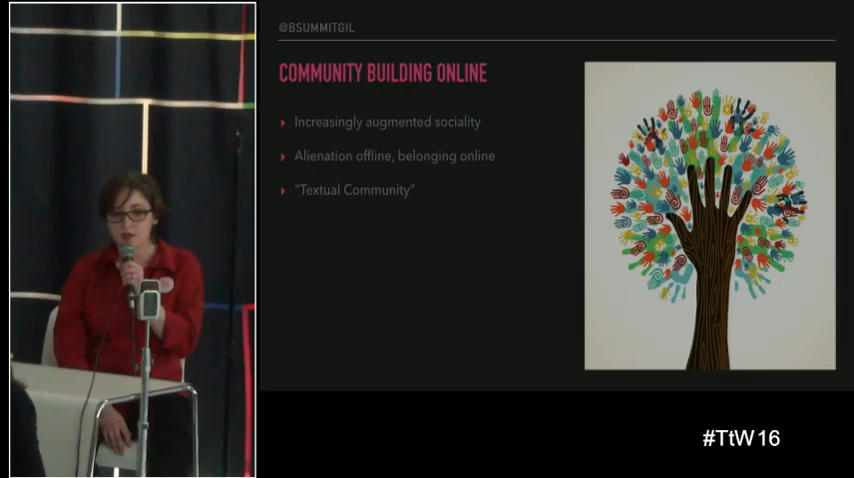 @BSUMMITGIL
COMMUNITY BUILDING ONLINE
Increasingly augmented sociality
Alienation offline, belonging online
“Textual Community”
#TtW16